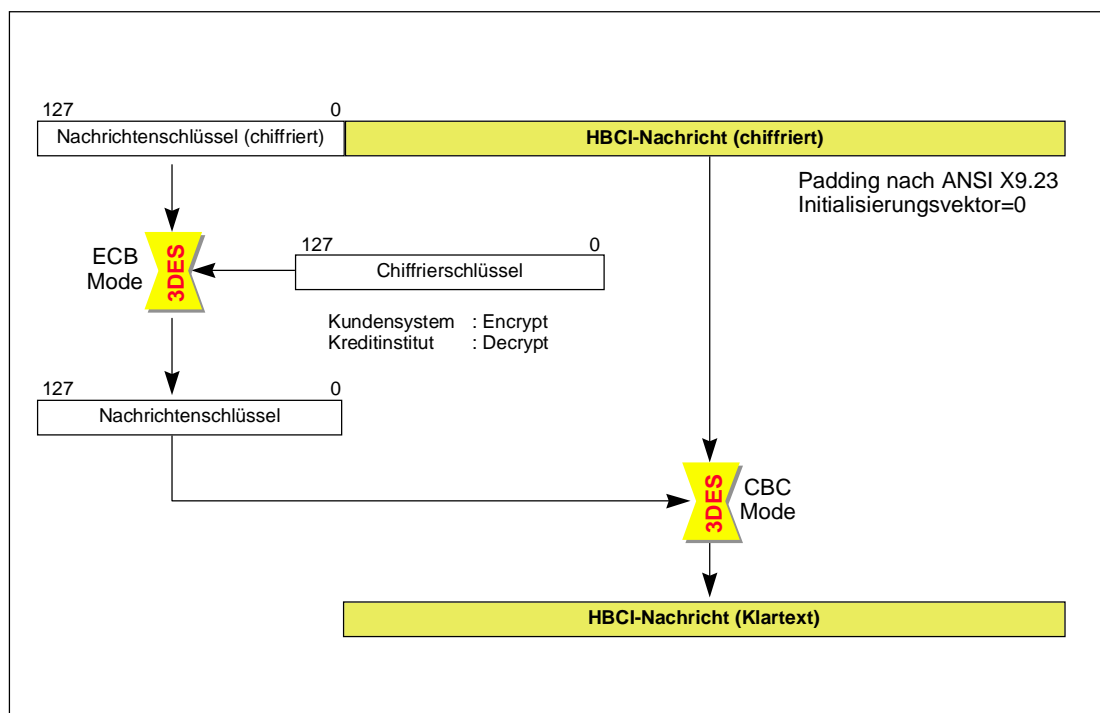 127 0
Nachrichtenschlüssel (chiffriert) HBCI-Nachricht (chiffriert)
Padding nach ANSI X9.23
Initialisierungsvektor=0
ECB
Mode
3DES
127 0
Chiffrierschlüssel
Kundensystem : Encrypt
Kreditinstitut : Decrypt
127 0
Nachrichtenschlüssel
3DES
CBC
Mode
HBCI-Nachricht (Klartext)